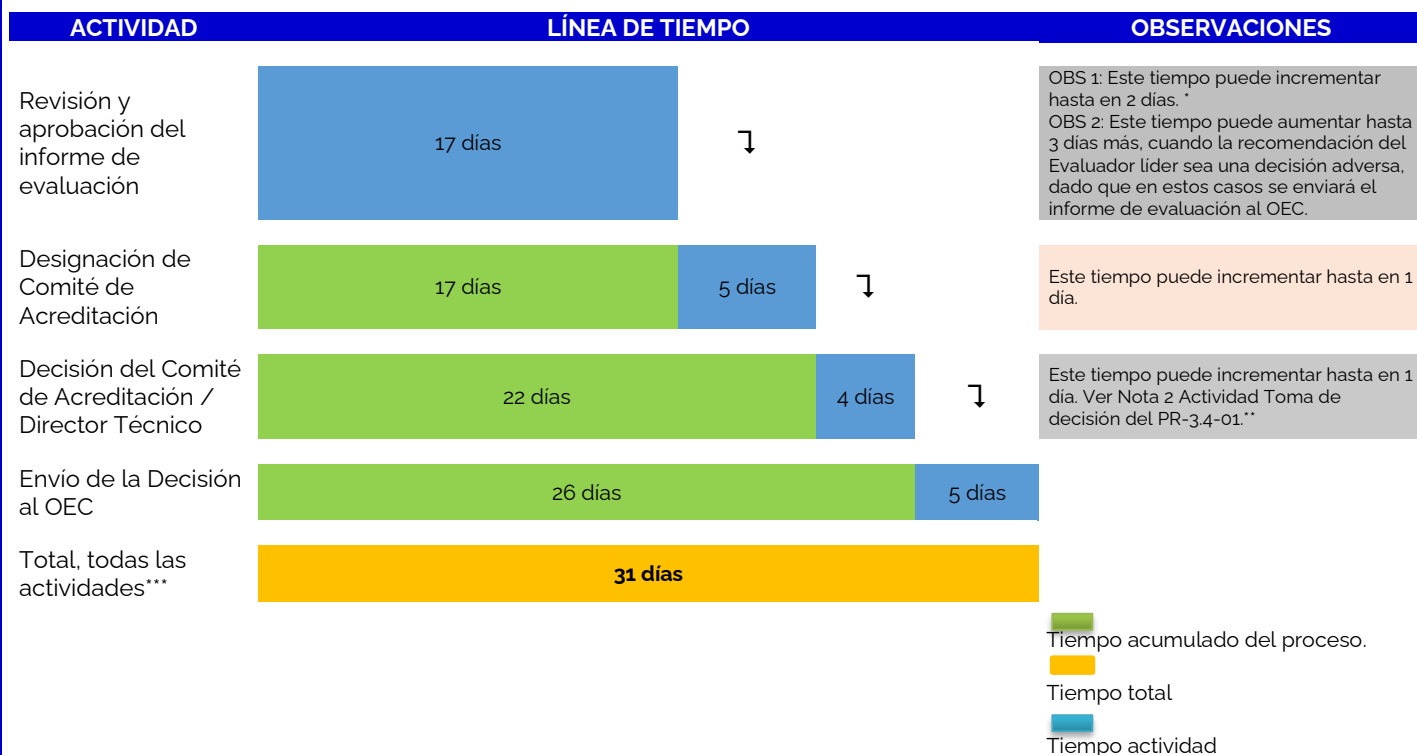 ACTIVIDAD
LÍNEA DE TIEMPO
OBSERVACIONES
Revisión y
aprobación del
informe de
evaluación
17 días
↴
OBS 1: Este tiempo puede incrementar
hasta en 2 días. *
OBS 2: Este tiempo puede aumentar hasta
3 días más, cuando la recomendación del
Evaluador líder sea una decisión adversa,
dado que en estos casos se enviará el
informe de evaluación al OEC.
Designación de
Comité de
Acreditación
17 días
5 días
↴
Este tiempo puede incrementar hasta en 1
día.
Decisión del Comité
de Acreditación /
Director Técnico
22 días
4 días
↴
Este tiempo puede incrementar hasta en 1
día. Ver Nota 2 Actividad Toma de
decisión del PR-3.4-01.**
Envío de la Decisión
al OEC
26 días
5 días
Total, todas las
actividades***
31 días
Tiempo acumulado del proceso.
Tiempo total
Tiempo actividad